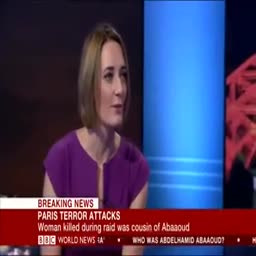 BREAKING NEWS
PARIS TERROR ATTACKS
Woman killed during raid was cousin of Abaaoud
BBC WORLD NEWS • WHO WAS ABDELHAMID ABAAOUD? •